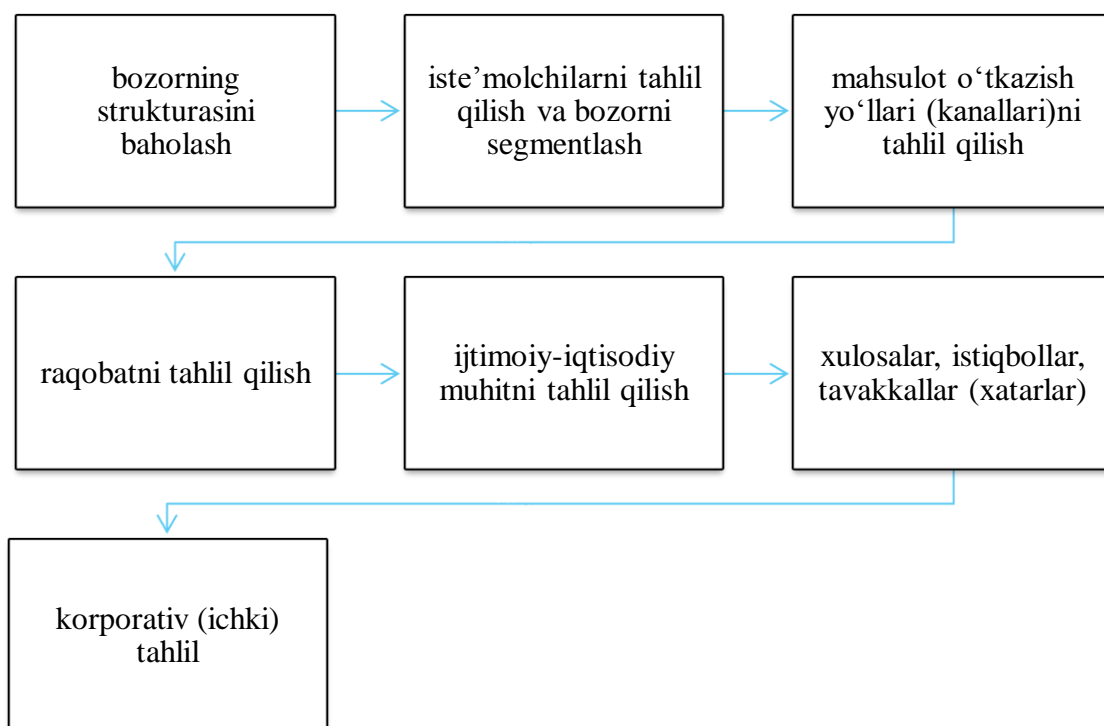 bozorning
strukturasini
baholash
iste’molchilarni tahlil
qilish va bozorni
segmentlash
mahsulot o‘tkazish
yo‘llari (kanallari)ni
tahlil qilish
raqobatni tahlil qilish
ijtimoiy-iqtisodiy
muhitni tahlil qilish
xulosalar, istiqbollar,
tavakkallar (xatarlar)
korporativ (ichki)
tahlil